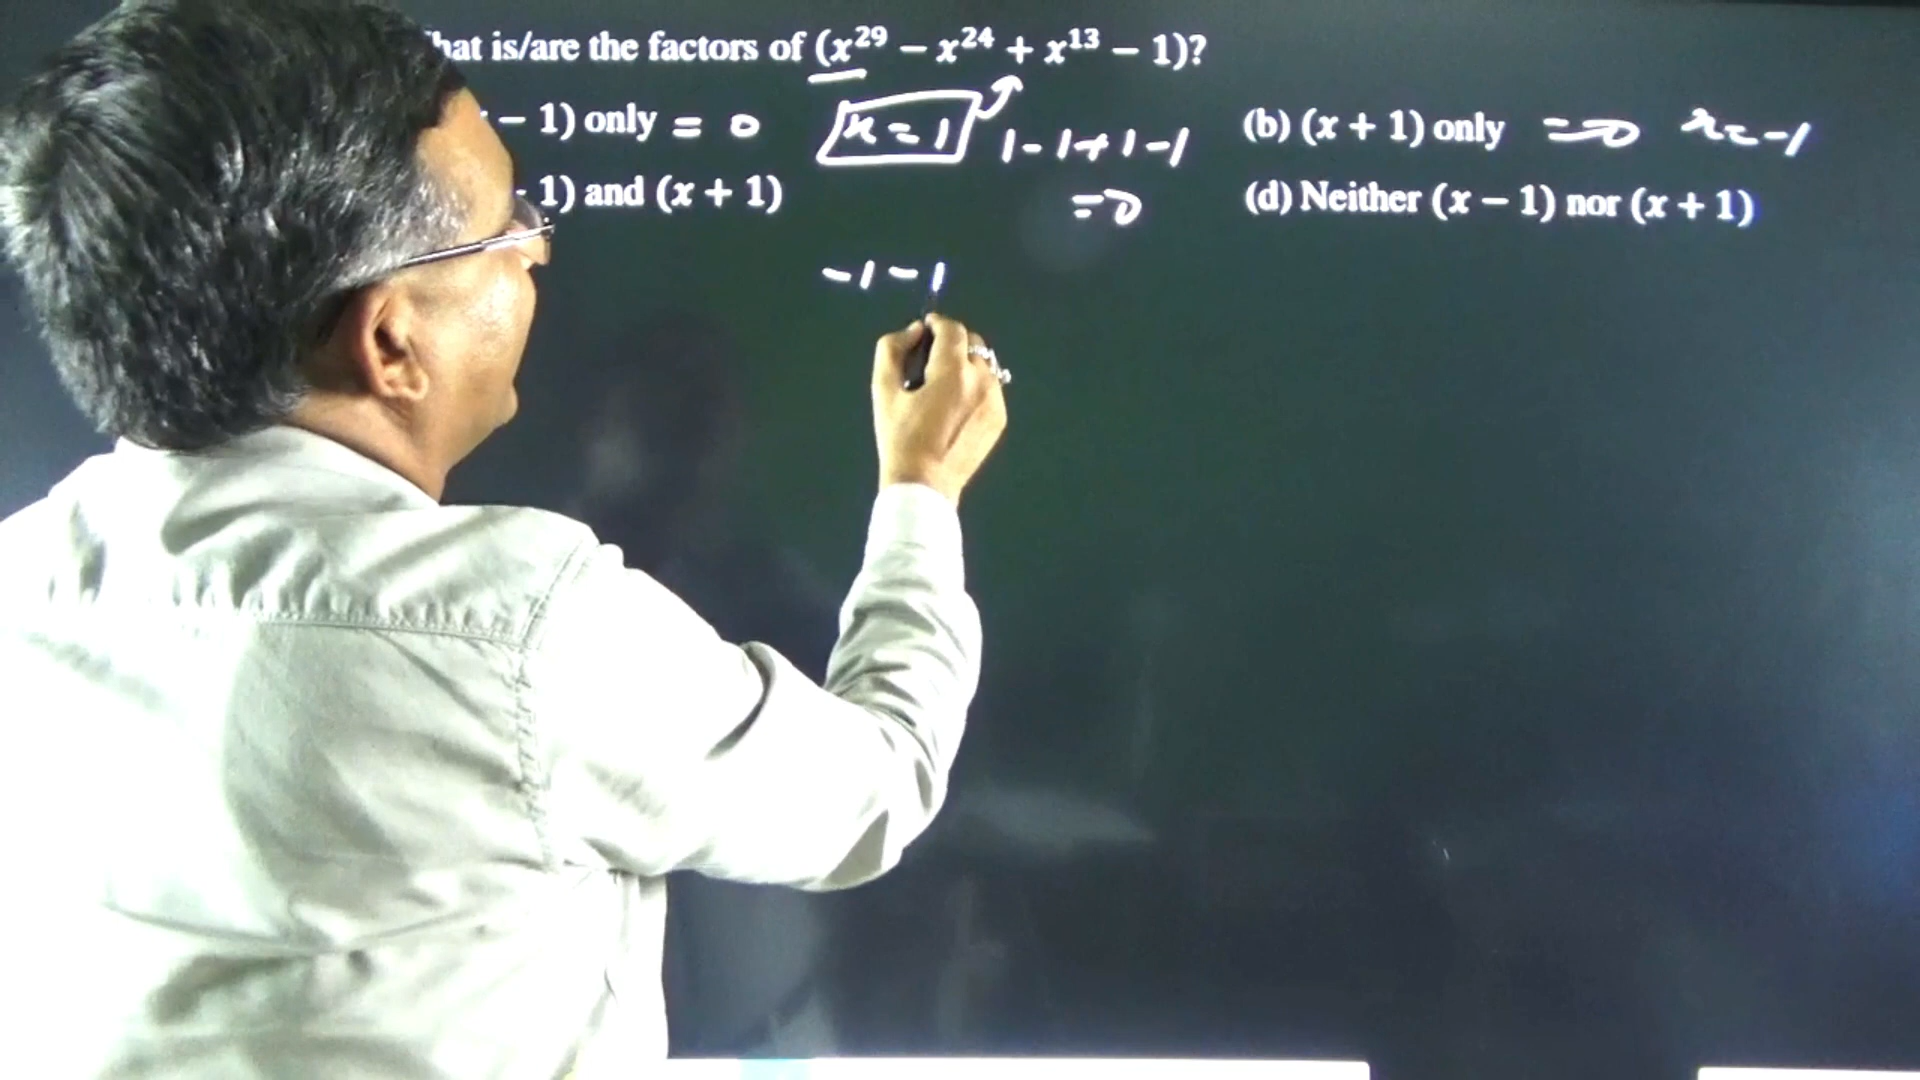 hat is/are the factors of (x²⁹ − x²⁴ + x¹³ − 1)?
− 1) only = 0 x = 1 1 - 1 + 1 - 1 = 0
(b) (x + 1) only = 0 x = -1
- 1) and (x + 1)
(d) Neither (x − 1) nor (x + 1)
-1 - 1